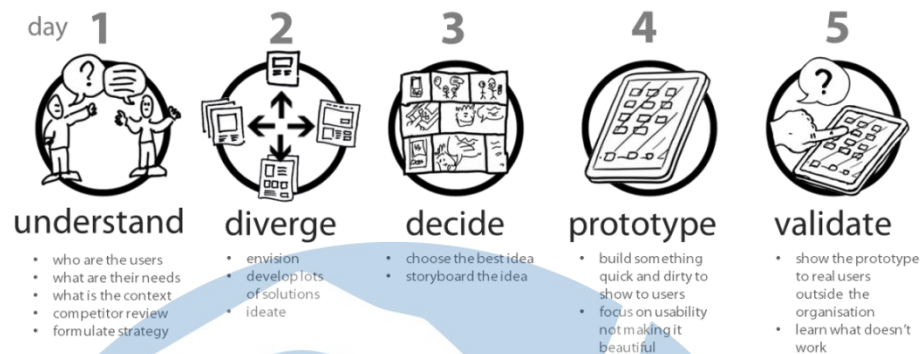 day 1
2
3
4
5
?
?
understand
diverge
decide
prototype
validate
• who are the users
• what are their needs
• what is the context
• competitor review
• formulate strategy
• envision
• develop lots
of solutions
• ideate
• choose the best idea
• storyboard the idea
• build something
quick and dirty to
show to users
• focus on usability
not making it
beautiful
• show the prototype
to real users
outside the
organisation
• learn what doesn't
work